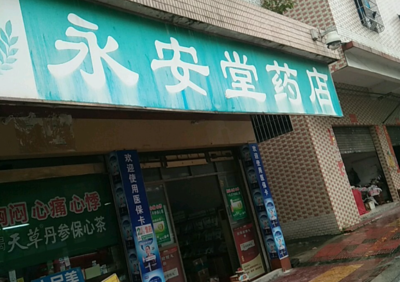 永安堂药店
欢迎使用医保卡
胸闷 心痛 心悸
天草丹参保心茶